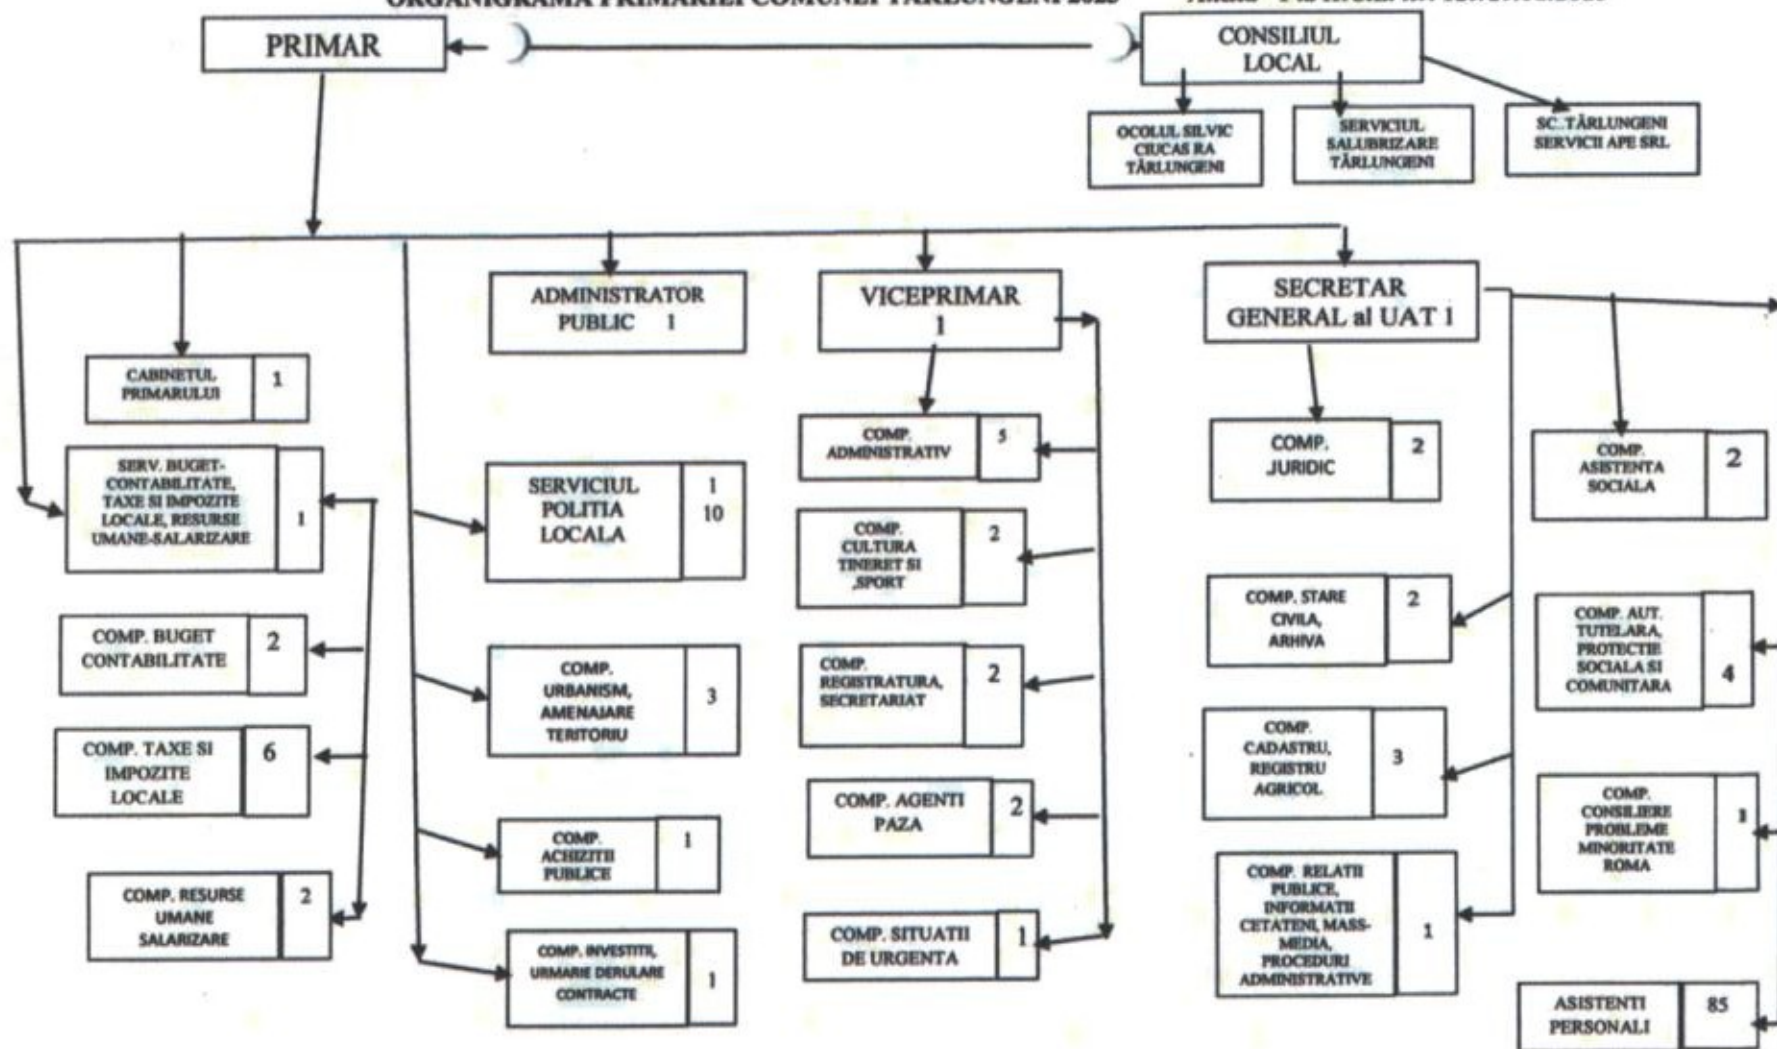 ORGANIGRAMA PRIMARIEI COMUNEI TÂRLUNGENI 2023
PRIMAR
CONSILIUL
LOCAL
OCOLUL SILVIC
CIUCAS RA
TÂRLUNGENI
SERVICIUL
SALUBRIZARE
TÂRLUNGENI
SC..TÂRLUNGENI
SERVICII APE SRL
ADMINISTRATOR
PUBLIC 1
VICEPRIMAR
1
SECRETAR
GENERAL al UAT 1
CABINETUL
PRIMARULUI
1
SERV. BUGET-
CONTABILITATE,
TAXE SI IMPOZITE
LOCALE, RESURSE
UMANE-SALARIZARE
1
COMP. BUGET
CONTABILITATE
2
COMP. TAXE SI
IMPOZITE
LOCALE
6
COMP. RESURSE
UMANE
SALARIZARE
2
SERVICIUL
POLITIA
LOCALA
1
10
COMP.
URBANISM,
AMENAJARE
TERITORIU
3
COMP.
ACHIZITII
PUBLICE
1
COMP. INVESTITII,
URMARIE DERULARE
CONTRACTE
1
COMP.
ADMINISTRATIV
5
COMP.
CULTURA
TINERET SI
,SPORT
2
COMP.
REGISTRATURA,
SECRETARIAT
2
COMP. AGENTI
PAZA
2
COMP. SITUATII
DE URGENTA
1
COMP.
JURIDIC
2
COMP. STARE
CIVILA,
ARHIVA
2
COMP.
CADASTRU,
REGISTRU
AGRICOL
3
COMP. RELATII
PUBLICE,
INFORMATII
CETATENI, MASS-
MEDIA,
PROCEDURI
ADMINISTRATIVE
1
COMP.
ASISTENTA
SOCIALA
2
COMP. AUT.
TUTELARA,
PROTECTIE
SOCIALA SI
COMUNITARA
4
COMP.
CONSILIERE
PROBLEME
MINORITATE
ROMA
1
ASISTENTI
PERSONALI
85